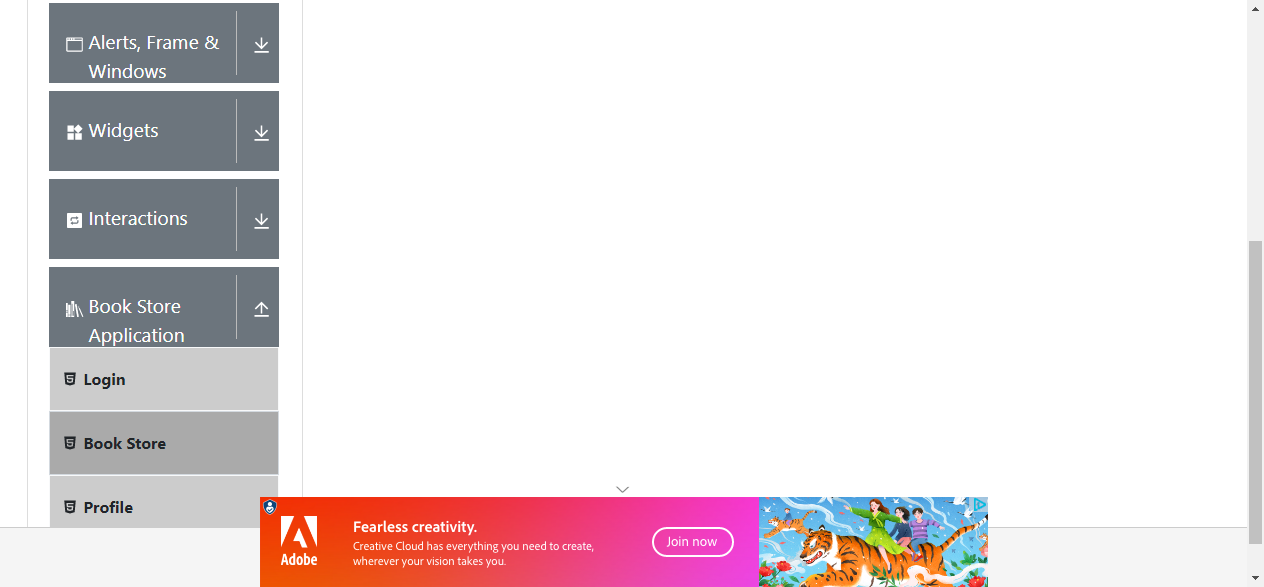 Alerts, Frame &
Windows
Widgets
Interactions
Book Store
Application
Login
Book Store
Profile
Adobe
Fearless creativity.
Creative Cloud has everything you need to create,
wherever your vision takes you.
Join now